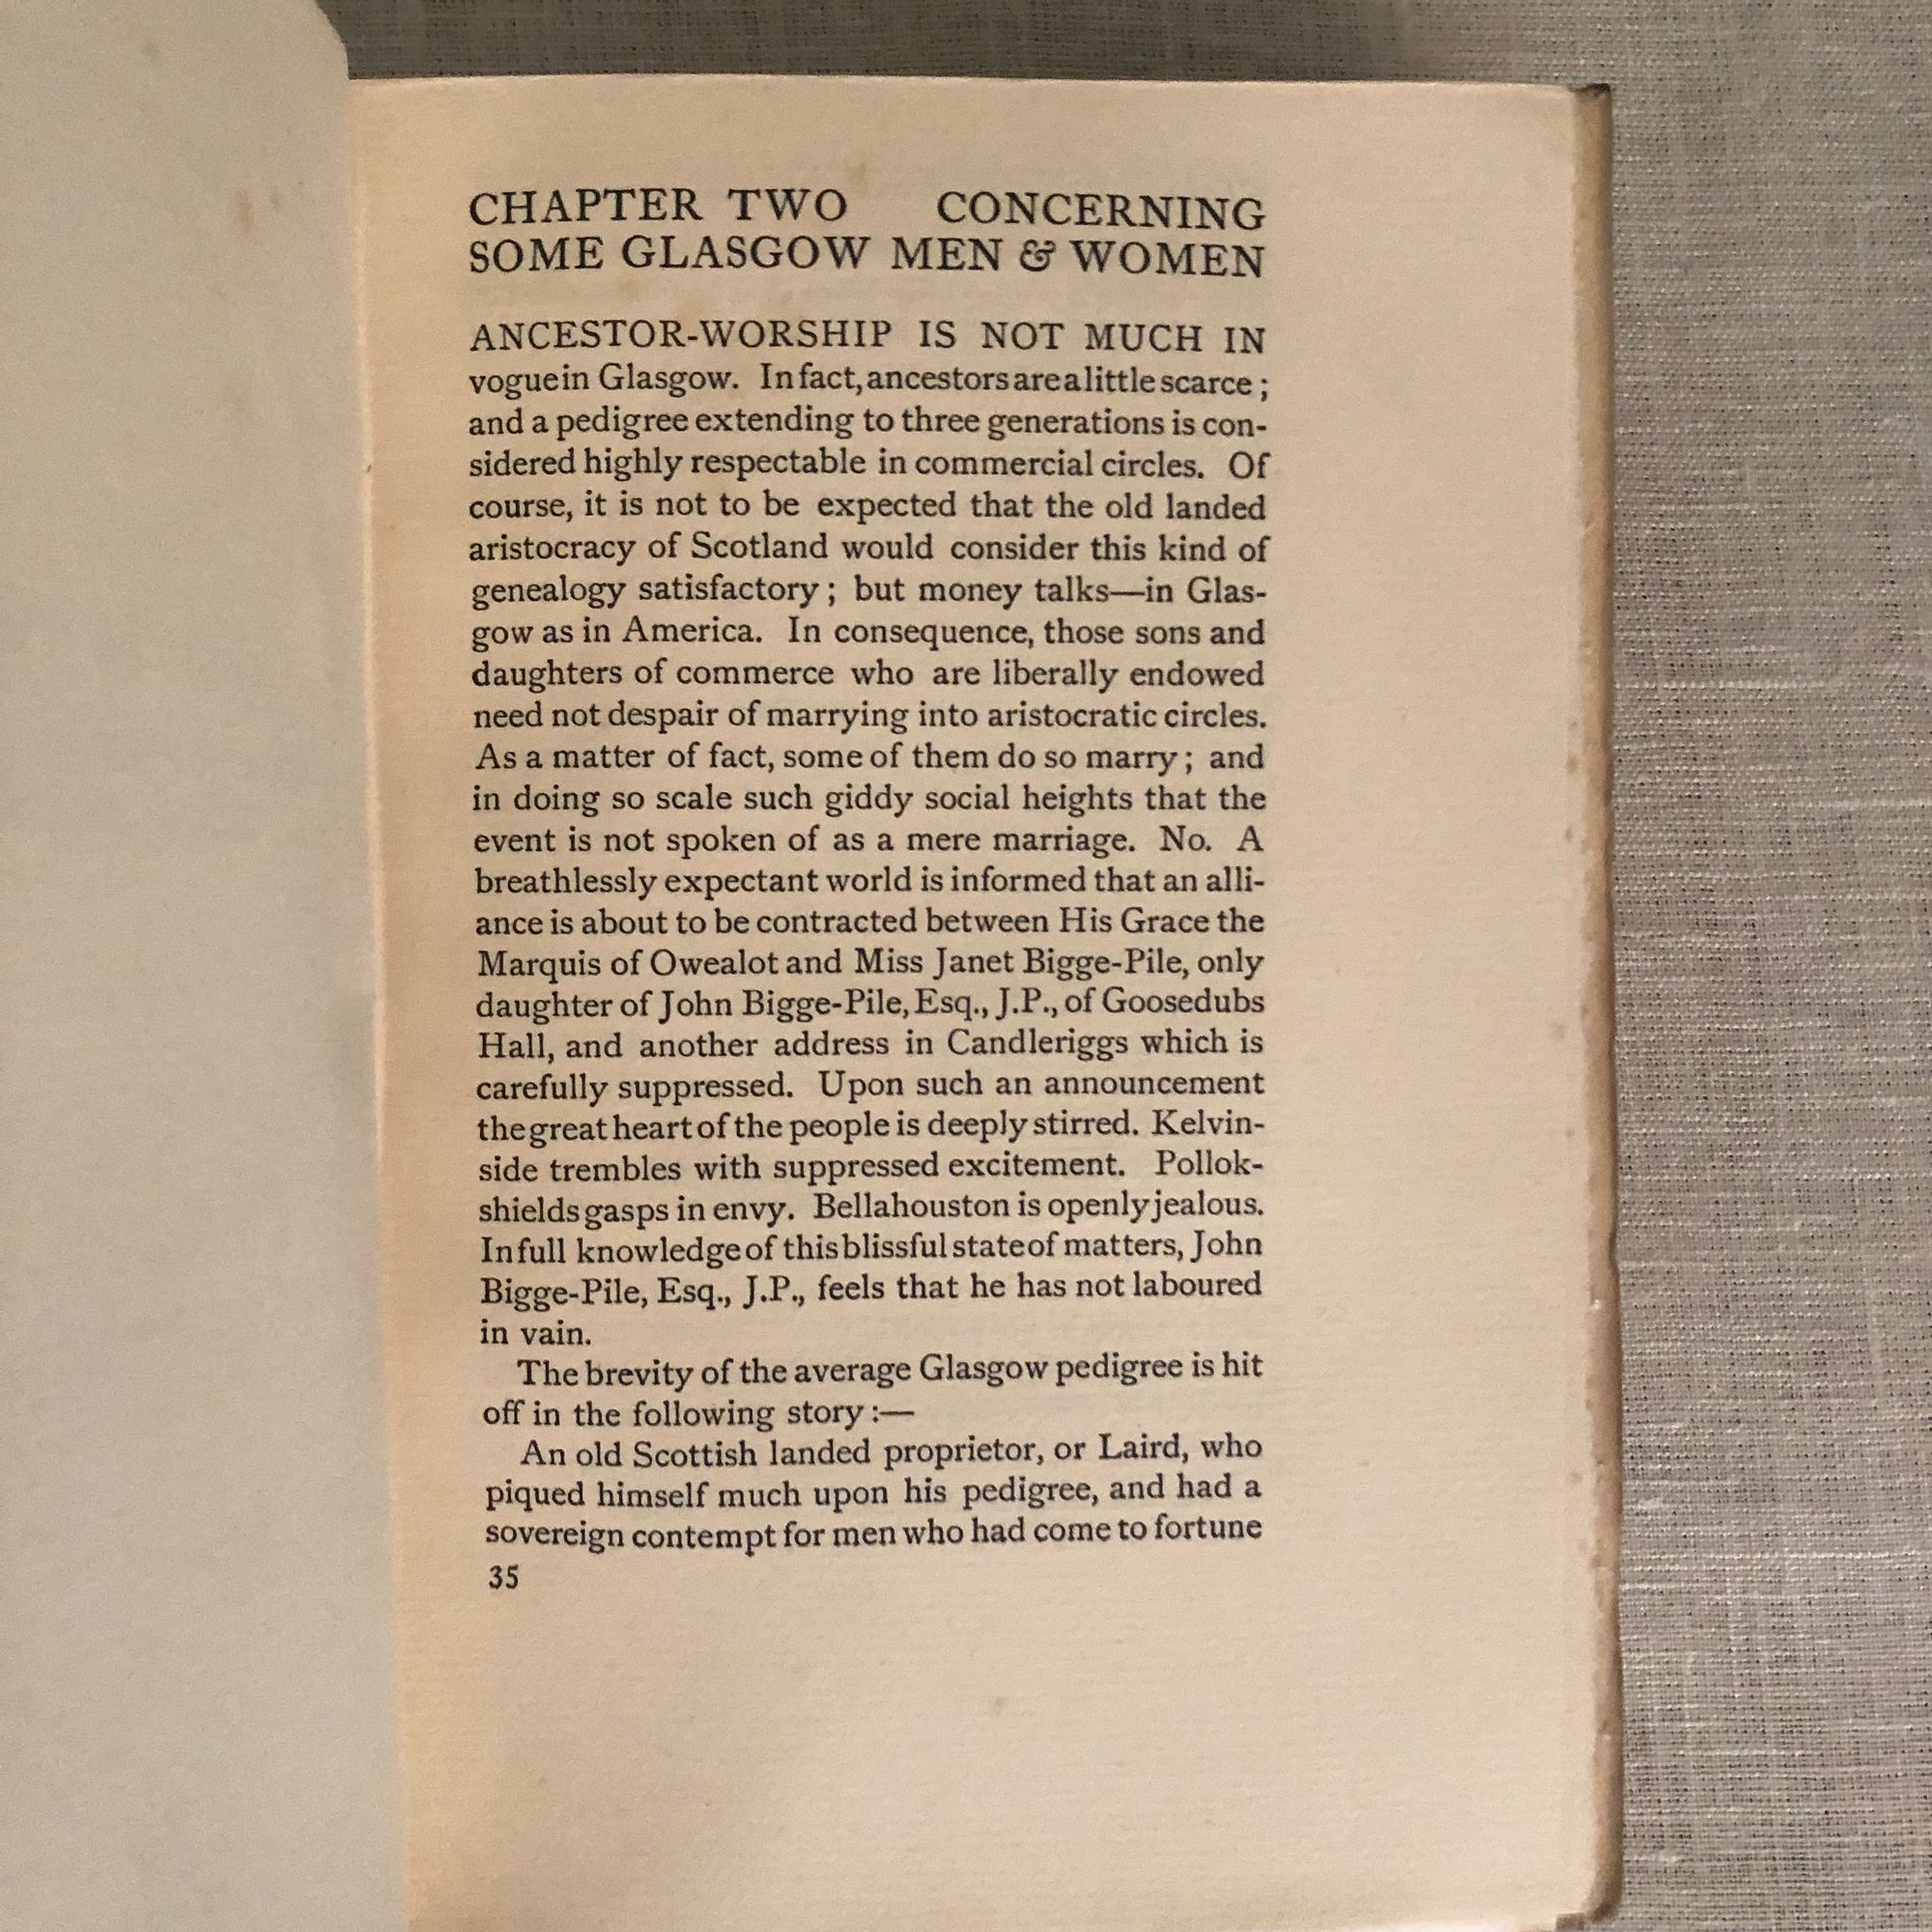 CHAPTER TWO CONCERNING
SOME GLASGOW MEN & WOMEN
ANCESTOR-WORSHIP IS NOT MUCH IN
vogue in Glasgow. In fact, ancestors are a little scarce;
and a pedigree extending to three generations is con-
sidered highly respectable in commercial circles. Of
course, it is not to be expected that the old landed
aristocracy of Scotland would consider this kind of
genealogy satisfactory; but money talks—in Glas-
gow as in America. In consequence, those sons and
daughters of commerce who are liberally endowed
need not despair of marrying into aristocratic circles.
As a matter of fact, some of them do so marry; and
in doing so scale such giddy social heights that the
event is not spoken of as a mere marriage. No. A
breathlessly expectant world is informed that an alli-
ance is about to be contracted between His Grace the
Marquis of Owealot and Miss Janet Bigge-Pile, only
daughter of John Bigge-Pile, Esq., J.P., of Goosedubs
Hall, and another address in Candleriggs which is
carefully suppressed. Upon such an announcement
the great heart of the people is deeply stirred. Kelvin-
side trembles with suppressed excitement. Pollok-
shields gasps in envy. Bellahouston is openly jealous.
In full knowledge of this blissful state of matters, John
Bigge-Pile, Esq., J.P., feels that he has not laboured
in vain.
The brevity of the average Glasgow pedigree is hit
off in the following story:—
An old Scottish landed proprietor, or Laird, who
piqued himself much upon his pedigree, and had a
sovereign contempt for men who had come to fortune
35